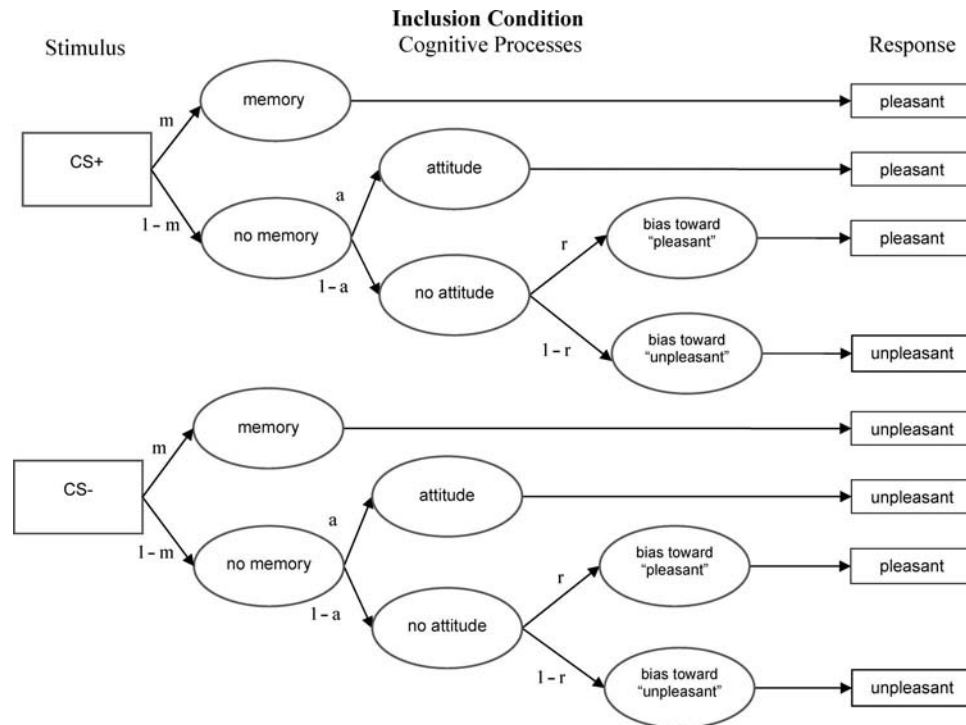 Inclusion Condition
Stimulus
Cognitive Processes
Response
memory
pleasant
m
CS+
attitude
pleasant
a
1 – m
no memory
bias toward
“pleasant”
pleasant
r
1 – a
no attitude
1 – r
bias toward
“unpleasant”
unpleasant
memory
unpleasant
m
CS-
attitude
unpleasant
a
1 – m
no memory
bias toward
“pleasant”
pleasant
r
1 – a
no attitude
1 – r
bias toward
“unpleasant”
unpleasant